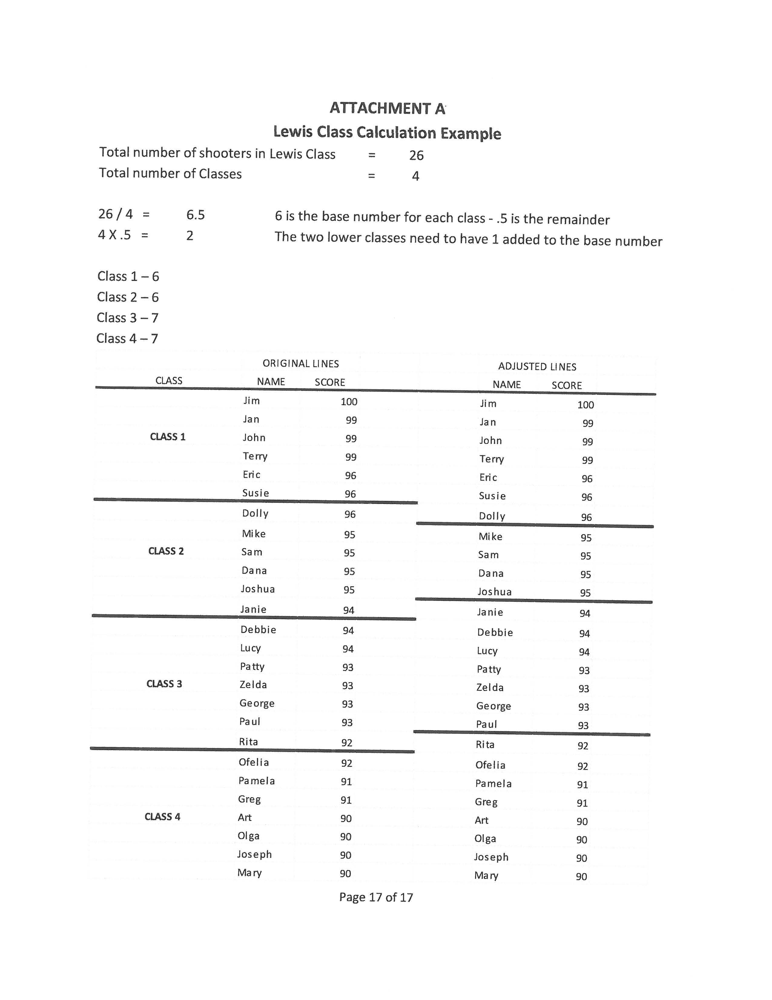 ATTACHMENT A
Lewis Class Calculation Example
Total number of shooters in Lewis Class = 26
Total number of Classes = 4
26 / 4 = 6.5 6 is the base number for each class - .5 is the remainder
4 X .5 = 2 The two lower classes need to have 1 added to the base number
Class 1 – 6
Class 2 – 6
Class 3 – 7
Class 4 – 7
ORIGINAL LINES ADJUSTED LINES
CLASS NAME SCORE NAME SCORE
Jim 100 Jim 100
Jan 99 Jan 99
CLASS 1 John 99 John 99
Terry 99 Terry 99
Eric 96 Eric 96
Susie 96 Susie 96
Dolly 96 Dolly 96
Mike 95 Mike 95
CLASS 2 Sam 95 Sam 95
Dana 95 Dana 95
Joshua 95 Joshua 95
Janie 94 Janie 94
Debbie 94 Debbie 94
Lucy 94 Lucy 94
Patty 93 Patty 93
CLASS 3 Zelda 93 Zelda 93
George 93 George 93
Paul 93 Paul 93
Rita 92 Rita 92
Ofelia 92 Ofelia 92
Pamela 91 Pamela 91
Greg 91 Greg 91
CLASS 4 Art 90 Art 90
Olga 90 Olga 90
Joseph 90 Joseph 90
Mary 90 Mary 90
Page 17 of 17